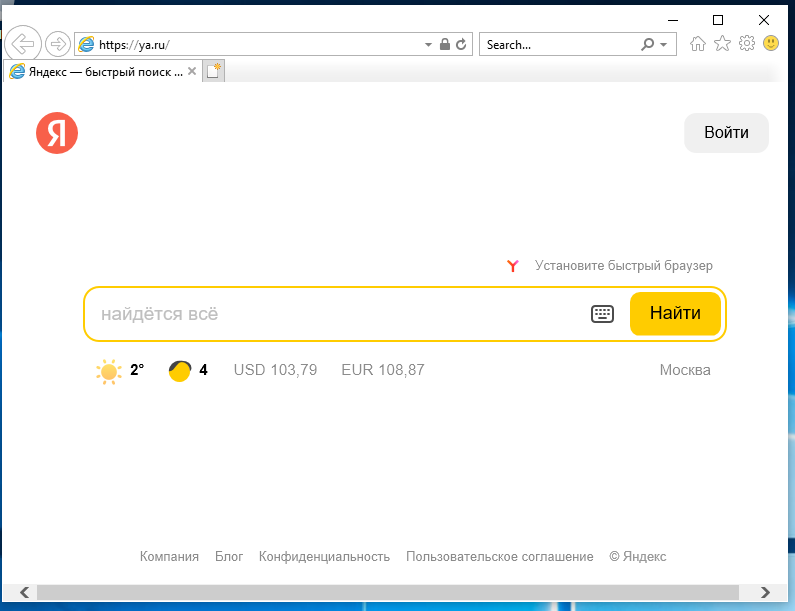 https://ya.ru/
Search...
Яндекс — быстрый поиск ...
Я
Войти
Установите быстрый браузер
найдётся всё
Найти
2° 4 USD 103,79 EUR 108,87 Москва
Компания Блог Конфиденциальность Пользовательское соглашение © Яндекс